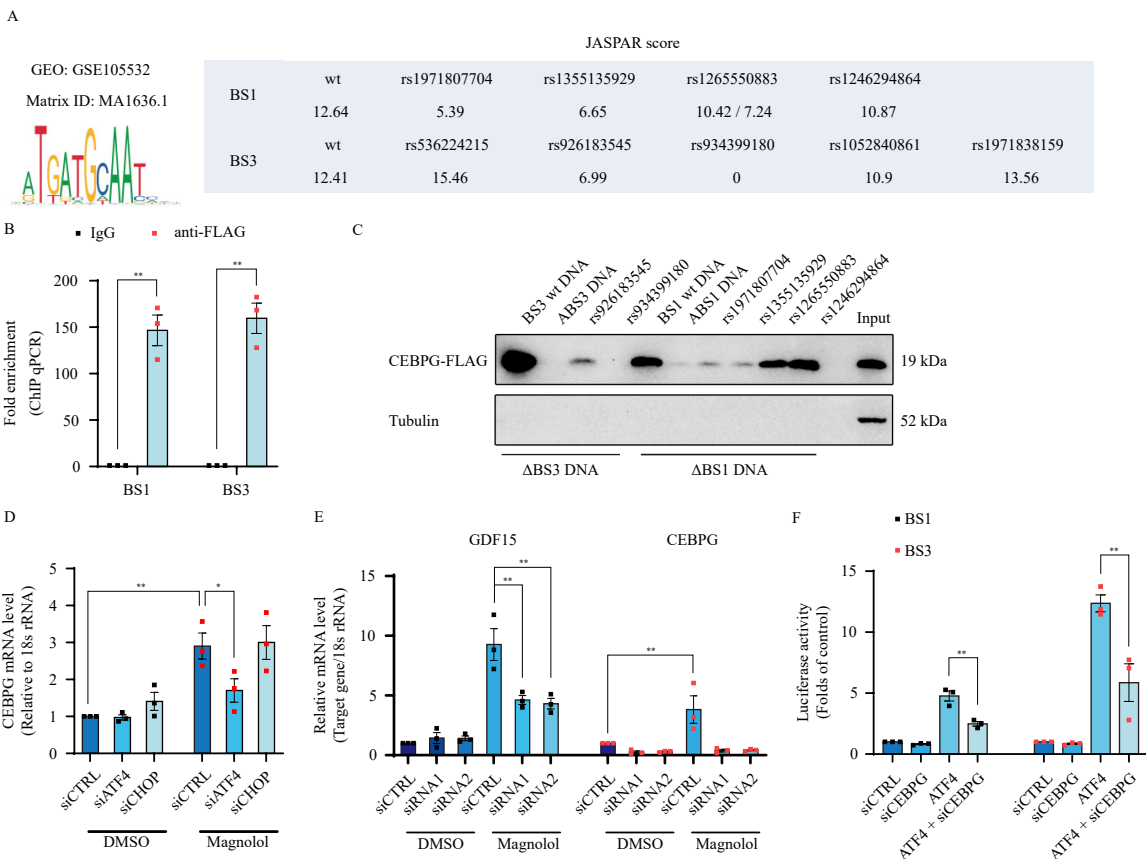 A
JASPAR score
GEO: GSE105532
Matrix ID: MA1636.1
BS1
wt rs1971807704 rs1355135929 rs1265550883 rs1246294864
12.64 5.39 6.65 10.42 / 7.24 10.87
BS3
wt rs536224215 rs926183545 rs934399180 rs1052840861 rs1971838159
12.41 15.46 6.99 0 10.9 13.56
ATGATGCAAT
B
IgG anti-FLAG
Fold enrichment
(ChIP qPCR)
200
150
100
50
0
** **
BS1 BS3
C
BS3 wt DNA
ABS3 DNA
rs926183545
rs934399180
BS1 wt DNA
ABS1 DNA
rs1971807704
rs1355135929
rs1265550883
rs1246294864
Input
CEBPG-FLAG 19 kDa
Tubulin 52 kDa
ΔBS3 DNA ΔBS1 DNA
D
CEBPG mRNA level
(Relative to 18s rRNA)
5
4
3
2
1
0
** *
siCTRL siATF4 siCHOP siCTRL siATF4 siCHOP
DMSO Magnolol
E
GDF15 CEBPG
Relative mRNA level
(Target gene/18s rRNA)
15
10
5
0
**
**
**
siCTRL siRNA1 siRNA2 siCTRL siRNA1 siRNA2 siCTRL siRNA1 siRNA2 siCTRL siRNA1 siRNA2
DMSO Magnolol DMSO Magnolol
F
BS1
BS3
Luciferase activity
(Folds of control)
15
10
5
0
** **
siCTRL siCEBPG ATF4 ATF4 + siCEBPG siCTRL siCEBPG ATF4 ATF4 + siCEBPG